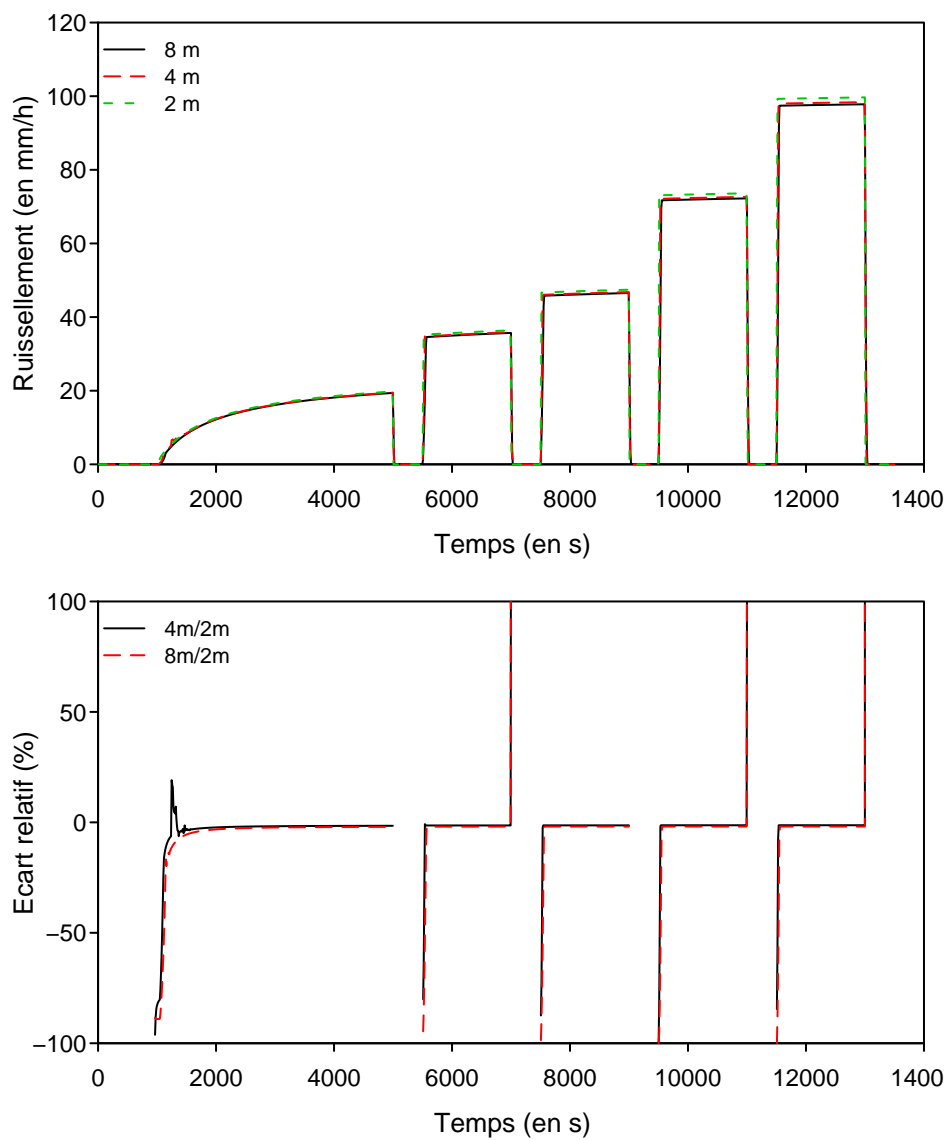 120
100
80
60
40
20
0
Ruissellement (en mm/h)
8 m
4 m
2 m
0 2000 4000 6000 8000 10000 12000 1400
Temps (en s)
100
50
0
−50
−100
Ecart relatif (%)
4m/2m
8m/2m
0 2000 4000 6000 8000 10000 12000 1400
Temps (en s)